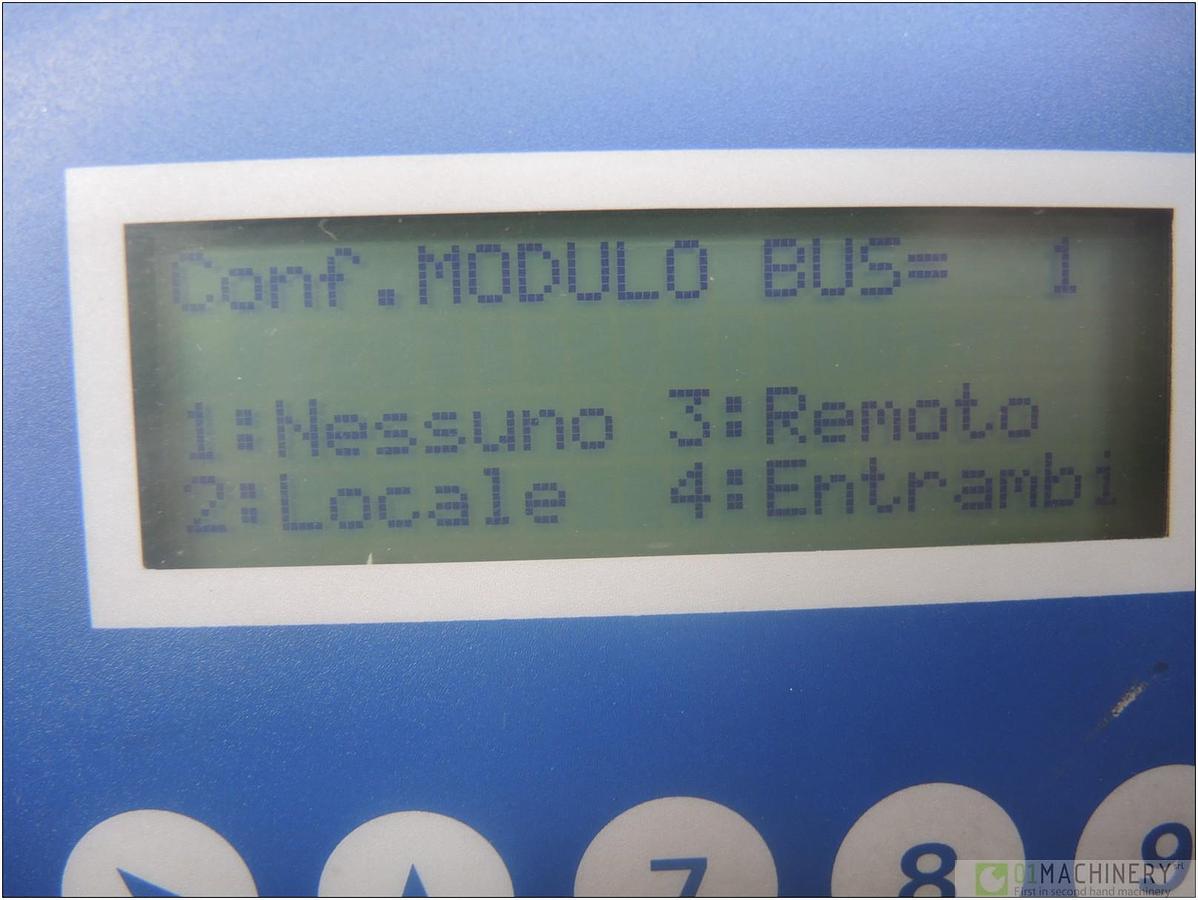 Conf.MODULO BUS= 1
1:Nessuno 3:Remoto
2:Locale 4:Entrambi
7 8 9
01MACHINERY srl
First in second hand machinery